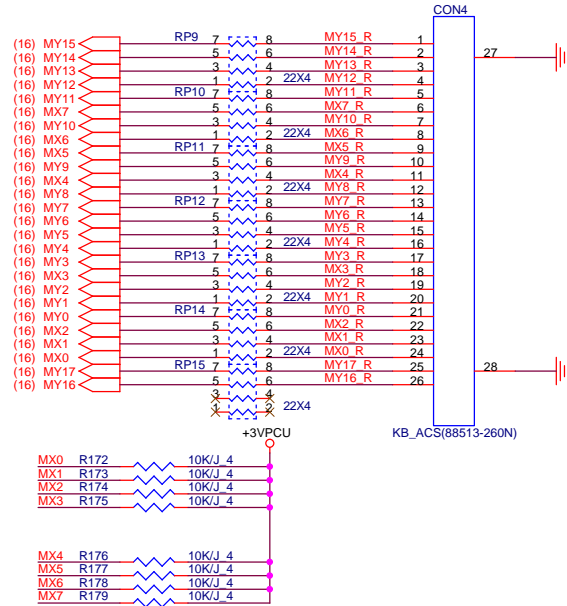 CON4
(16) MY15 RP9 7 8 MY15_R 1
(16) MY14 5 6 MY14_R 2 27
(16) MY13 3 4 MY13_R 3
(16) MY12 1 2 22X4 MY12_R 4
(16) MY11 RP10 7 8 MY11_R 5
(16) MX7 5 6 MX7_R 6
(16) MY10 3 4 MY10_R 7
(16) MX6 1 2 22X4 MX6_R 8
(16) MX5 RP11 7 8 MX5_R 9
(16) MY9 5 6 MY9_R 10
(16) MX4 3 4 MX4_R 11
(16) MY8 1 2 22X4 MY8_R 12
(16) MY7 RP12 7 8 MY7_R 13
(16) MY6 5 6 MY6_R 14
(16) MY5 3 4 MY5_R 15
(16) MY4 1 2 22X4 MY4_R 16
(16) MY3 RP13 7 8 MY3_R 17
(16) MX3 5 6 MX3_R 18
(16) MY2 3 4 MY2_R 19
(16) MY1 1 2 22X4 MY1_R 20
(16) MY0 RP14 7 8 MY0_R 21
(16) MX2 5 6 MX2_R 22
(16) MX1 3 4 MX1_R 23
(16) MX0 1 2 22X4 MX0_R 24
(16) MY17 RP15 7 8 MY17_R 25 28
(16) MY16 5 6 MY16_R 26
3 4
1 2 22X4
+3VPCU KB_ACS(88513-260N)
MX0 R172 10K/J_4
MX1 R173 10K/J_4
MX2 R174 10K/J_4
MX3 R175 10K/J_4
MX4 R176 10K/J_4
MX5 R177 10K/J_4
MX6 R178 10K/J_4
MX7 R179 10K/J_4